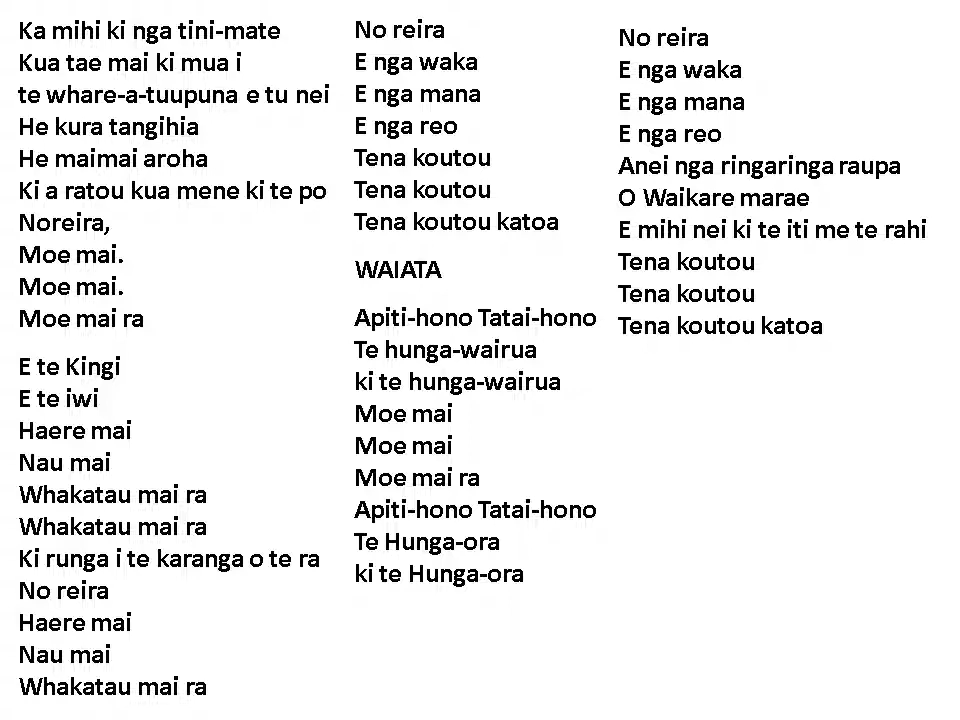 Ka mihi ki nga tini-mate
Kua tae mai ki mua i
te whare-a-tuupuna e tu nei
He kura tangihia
He maimai aroha
Ki a ratou kua mene ki te po
Noreira,
Moe mai.
Moe mai.
Moe mai ra
E te Kingi
E te iwi
Haere mai
Nau mai
Whakatau mai ra
Whakatau mai ra
Ki runga i te karanga o te ra
No reira
Haere mai
Nau mai
Whakatau mai ra
No reira
E nga waka
E nga mana
E nga reo
Tena koutou
Tena koutou
Tena koutou katoa
WAIATA
Apiti-hono Tatai-hono
Te hunga-wairua
ki te hunga-wairua
Moe mai
Moe mai
Moe mai ra
Apiti-hono Tatai-hono
Te Hunga-ora
ki te Hunga-ora
No reira
E nga waka
E nga mana
E nga reo
Anei nga ringaringa raupa
O Waikare marae
E mihi nei ki te iti me te rahi
Tena koutou
Tena koutou
Tena koutou katoa